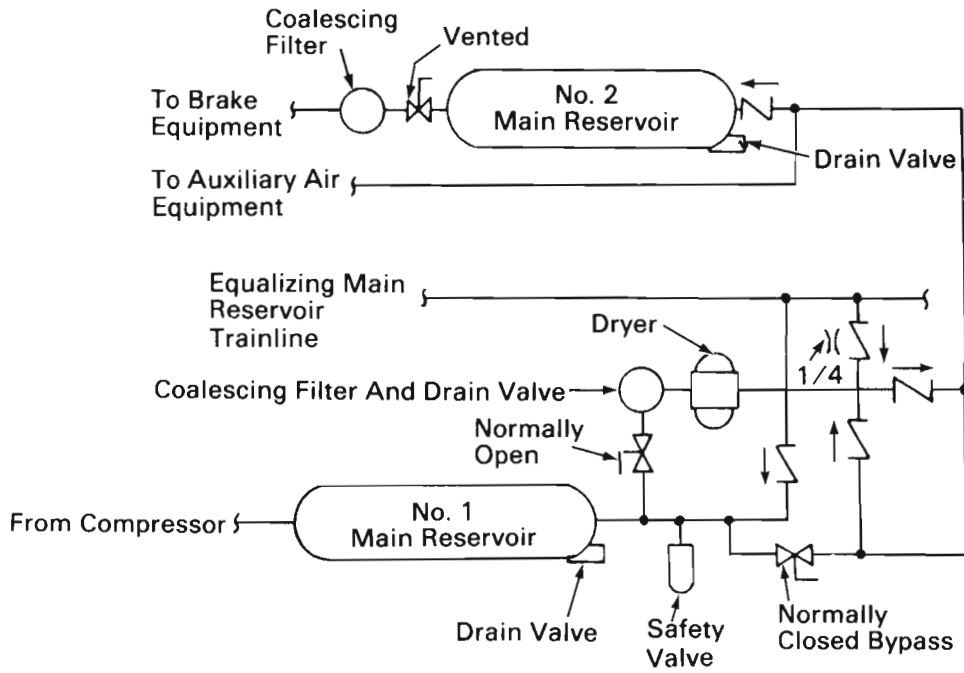 Coalescing
Filter
Vented
To Brake
Equipment
No. 2
Main Reservoir
Drain Valve
To Auxiliary Air
Equipment
Equalizing Main
Reservoir
Trainline
Dryer
1/4
Coalescing Filter And Drain Valve
Normally
Open
From Compressor
No. 1
Main Reservoir
Drain Valve
Safety
Valve
Normally
Closed Bypass